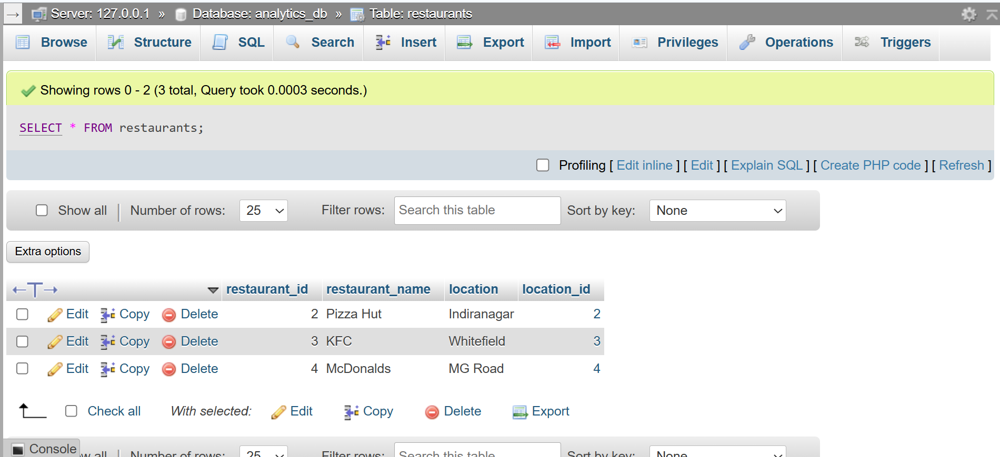 Server: 127.0.0.1 » Database: analytics_db » Table: restaurants
Browse Structure SQL Search Insert Export Import Privileges Operations Triggers
Showing rows 0 - 2 (3 total, Query took 0.0003 seconds.)
SELECT * FROM restaurants;
Profiling [ Edit inline ] [ Edit ] [ Explain SQL ] [ Create PHP code ] [ Refresh ]
Show all | Number of rows: 25 Filter rows: Search this table Sort by key: None
Extra options
←T→ restaurant_id restaurant_name location location_id
Edit Copy Delete 2 Pizza Hut Indiranagar 2
Edit Copy Delete 3 KFC Whitefield 3
Edit Copy Delete 4 McDonalds MG Road 4
Check all With selected: Edit Copy Delete Export
Console w all | Number of rows: 25 Filter rows: Search this table Sort by key: None